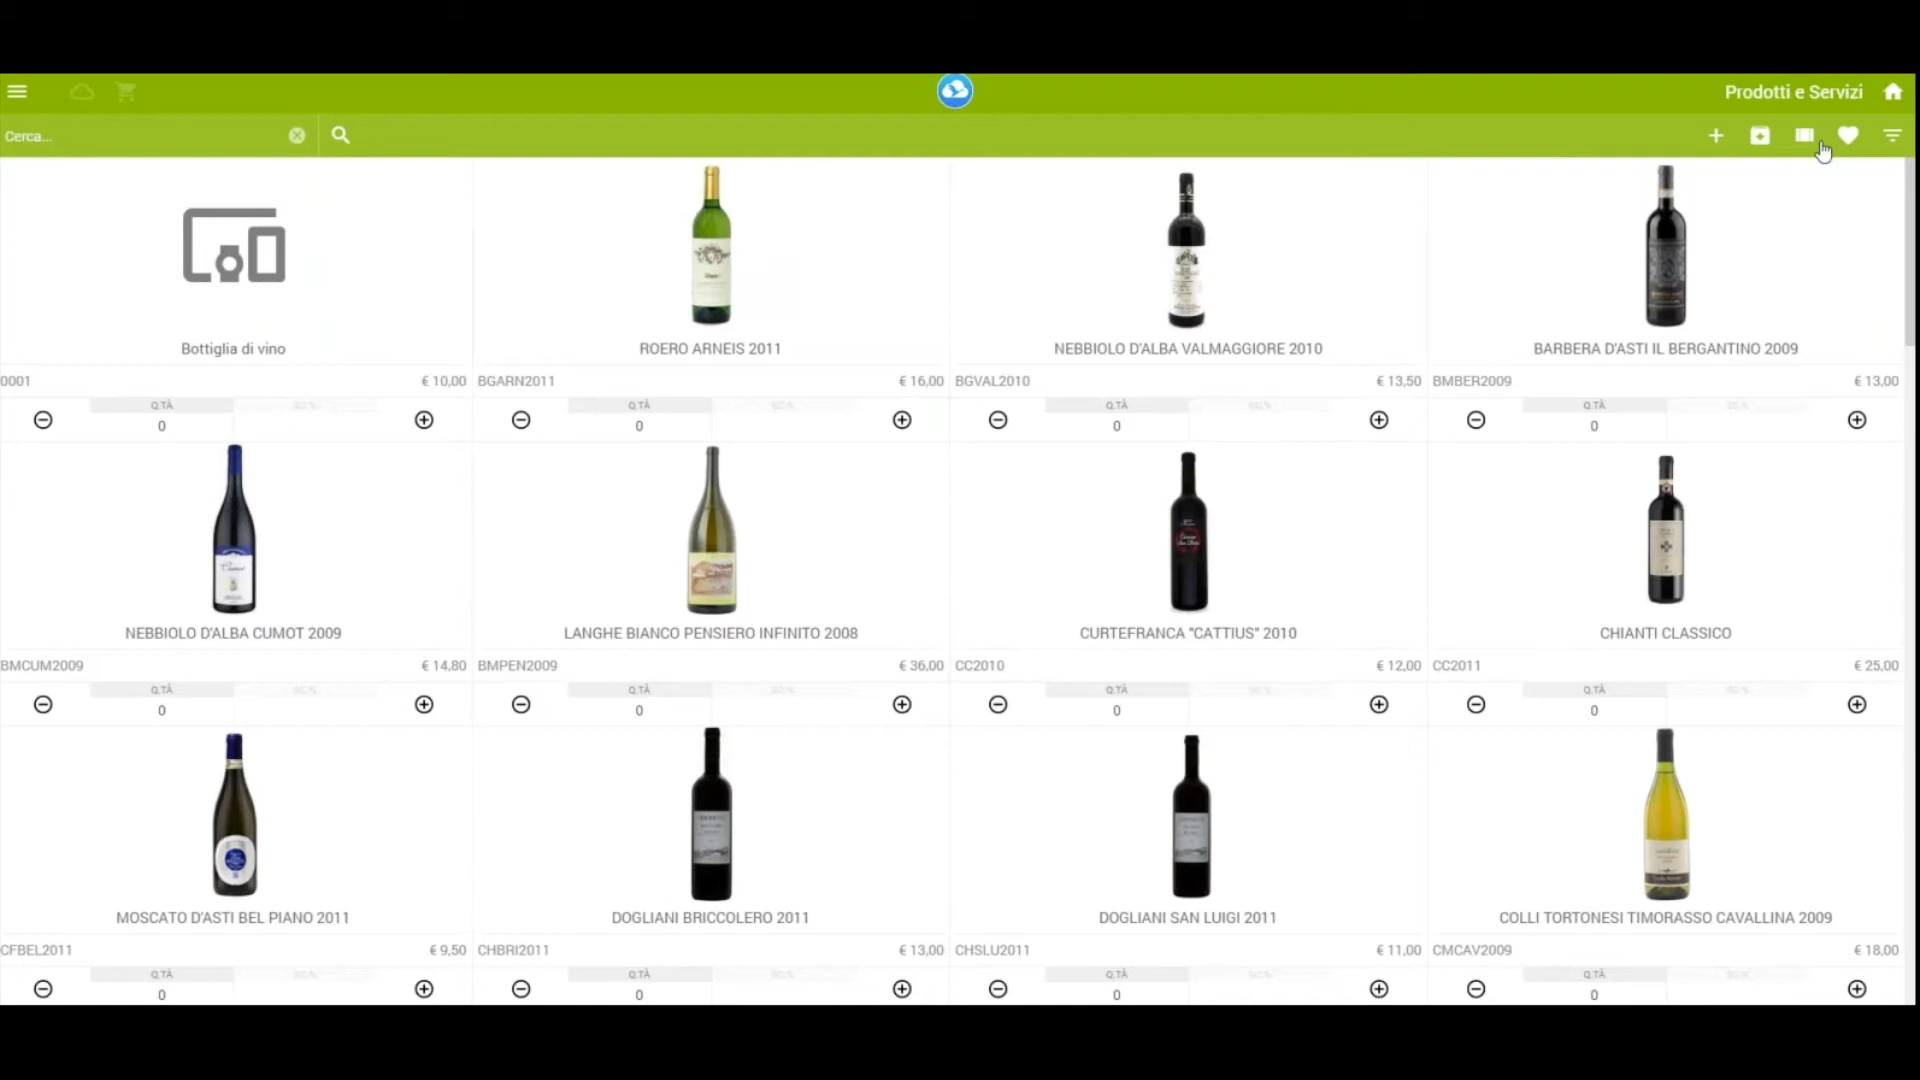 Prodotti e Servizi
Cerca...
Bottiglia di vino
ROERO ARNEIS 2011
NEBBIOLO D'ALBA VALMAGGIORE 2010
BARBERA D'ASTI IL BERGANTINO 2009
0001 € 10,00
BGARN2011 € 16,00
BGVAL2010 € 13,50
BMBER2009 € 13,00
Q.TÀ
0
Q.TÀ
0
Q.TÀ
0
Q.TÀ
0
NEBBIOLO D'ALBA CUMOT 2009
LANGHE BIANCO PENSIERO INFINITO 2008
CURTEFRANCA "CATTIUS" 2010
CHIANTI CLASSICO
BMCUM2009 € 14,80
BMPEN2009 € 36,00
CC2010 € 12,00
CC2011 € 25,00
Q.TÀ
0
Q.TÀ
0
Q.TÀ
0
Q.TÀ
0
MOSCATO D'ASTI BEL PIANO 2011
DOGLIANI BRICCOLERO 2011
DOGLIANI SAN LUIGI 2011
COLLI TORTONESI TIMORASSO CAVALLINA 2009
CFBEL2011 € 9,50
CHBRI2011 € 13,00
CHSLU2011 € 11,00
CMCAV2009 € 18,00
Q.TÀ
0
Q.TÀ
0
Q.TÀ
0
Q.TÀ
0